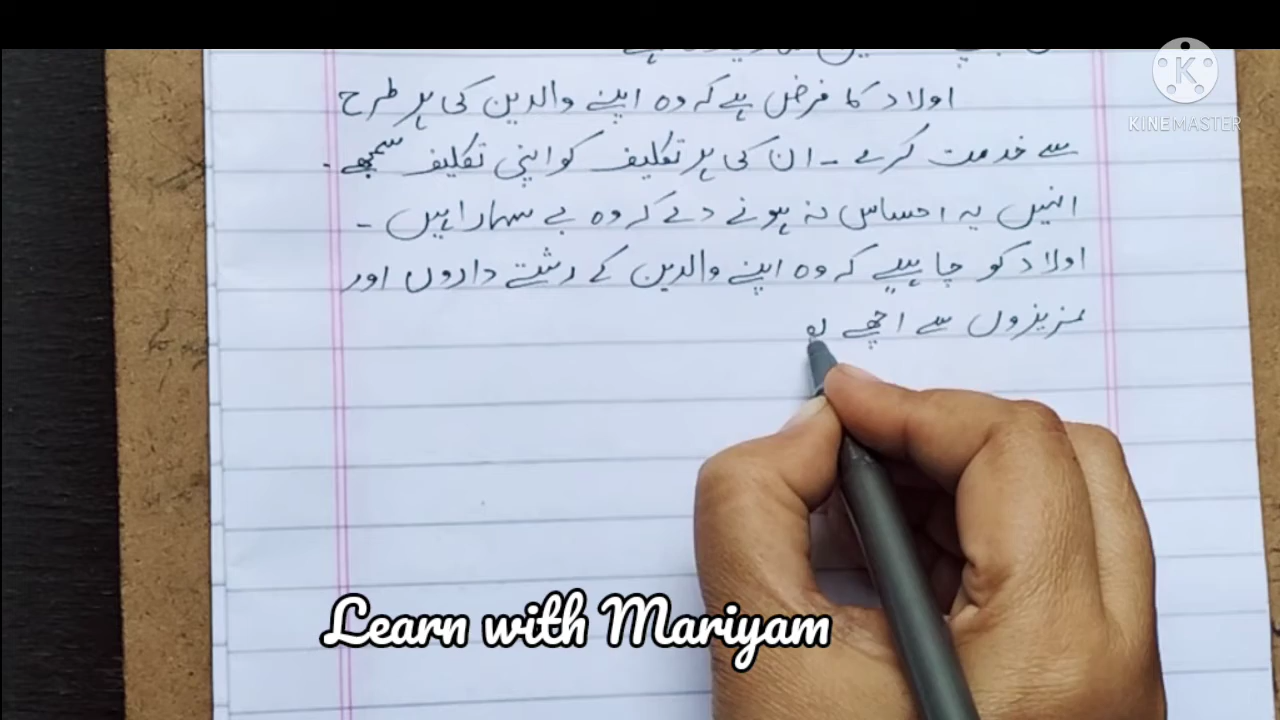 اولاد کا فرض ہے کہ وہ اپنے والدین کی ہر طرح
سے خدمت کرے - ان کی ہر تکلیف کو اپنی تکلیف سمجھے -
انہیں یہ احساس نہ ہونے دے کہ وہ بے سہارا ہیں -
اولاد کو چاہیے کہ وہ اپنے والدین کے رشتے داروں اور
عزیزوں سے اچھے
K
KINEMASTER
Learn with Mariyam